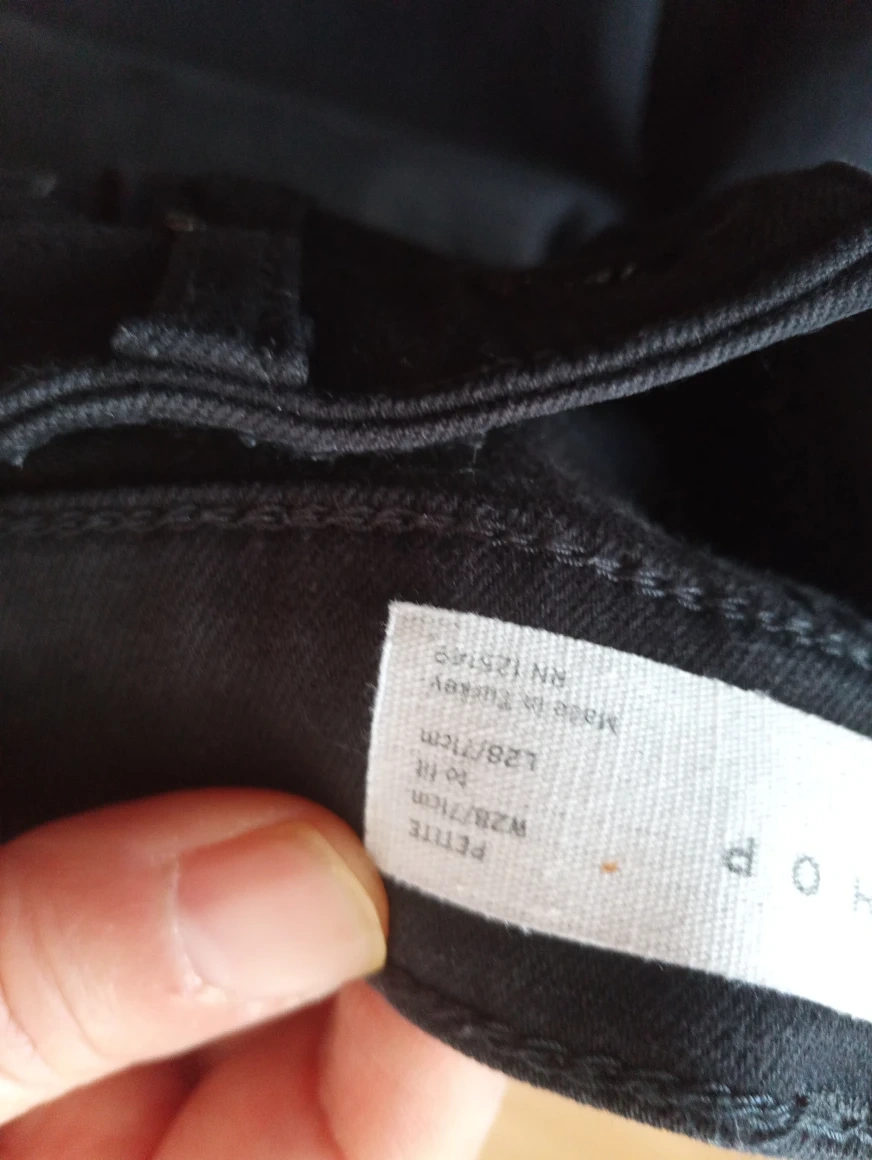 H O P
PETITE
W28/71cm
to fit
L28/71cm
Made in Turkey
RN 125169